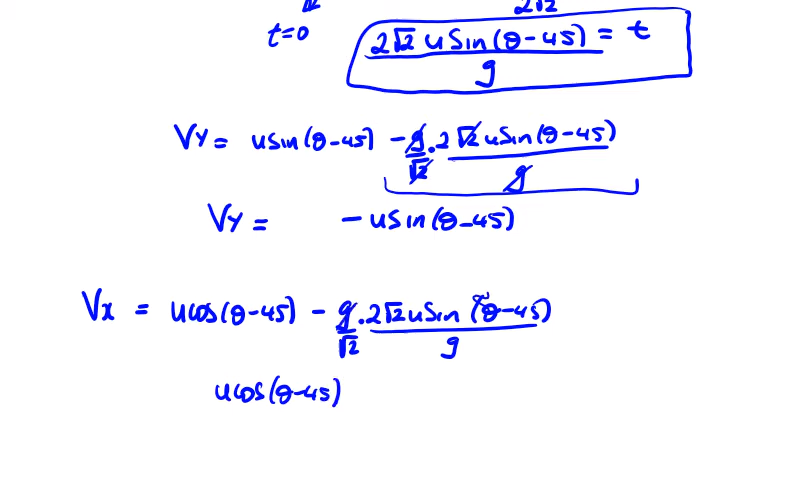 2√2
t=0
2√2 u Sin(θ-45) / g = t
Vy = u sin(θ-45) - g/√2 . 2√2 u Sin(θ-45) / g
Vy = - u Sin(θ-45)
Vx = u cos(θ-45) - g/√2 . 2√2 u Sin(θ-45) / g
u cos(θ-45)